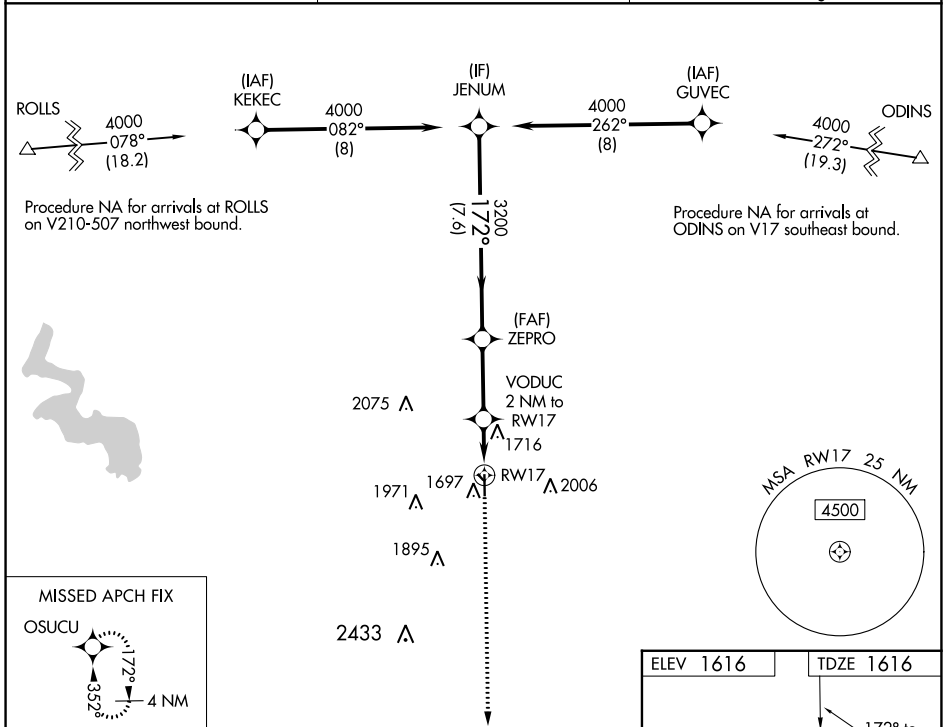 (IAF)
KEKEC
(IF)
JENUM
(IAF)
GUVEC
ROLLS
4000
078°
(18.2)
4000
082°
(8)
4000
262°
(8)
ODINS
4000
272°
(19.3)
Procedure NA for arrivals at ROLLS
on V210-507 northwest bound.
Procedure NA for arrivals at
ODINS on V17 southeast bound.
3200
172°
(7.6)
(FAF)
ZEPRO
VODUC
2 NM to
RW17
2075
1716
RW17
1697
2006
1971
1895
2433
MSA RW17 25 NM
4500
MISSED APCH FIX
OSUCU
172°
352°
4 NM
ELEV 1616
TDZE 1616
172° to